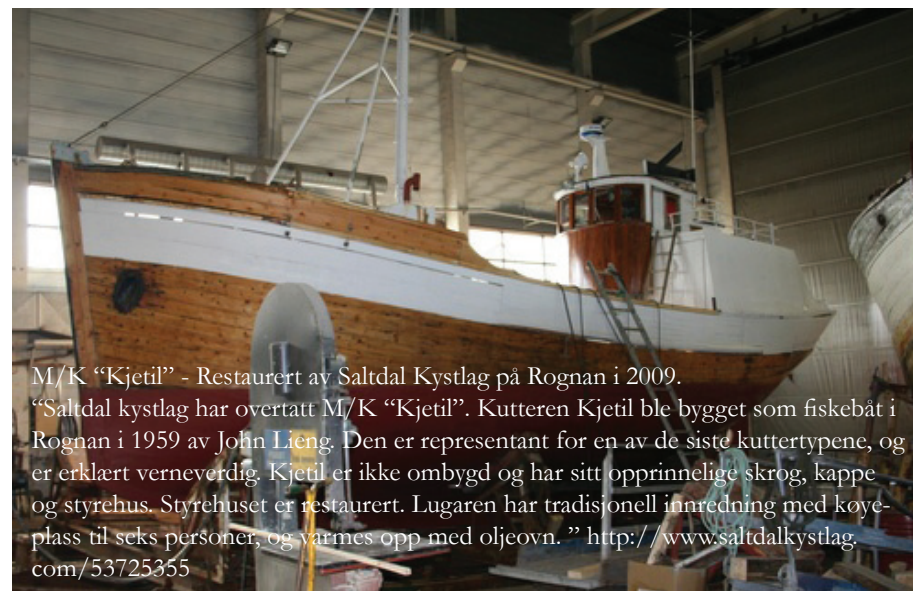 M/K “Kjetil” - Restaurert av Saltdal Kystlag på Rognan i 2009.
“Saltdal kystlag har overtatt M/K “Kjetil”. Kutteren Kjetil ble bygget som fiskebåt i
Rognan i 1959 av John Lieng. Den er representant for en av de siste kuttertypene, og
er erklært verneverdig. Kjetil er ikke ombygd og har sitt opprinnelige skrog, kappe
og styrehus. Styrehuset er restaurert. Lugaren har tradisjonell innredning med køye-
plass til seks personer, og varmes opp med oljeovn. ” http://www.saltdalkystlag.
com/53725355